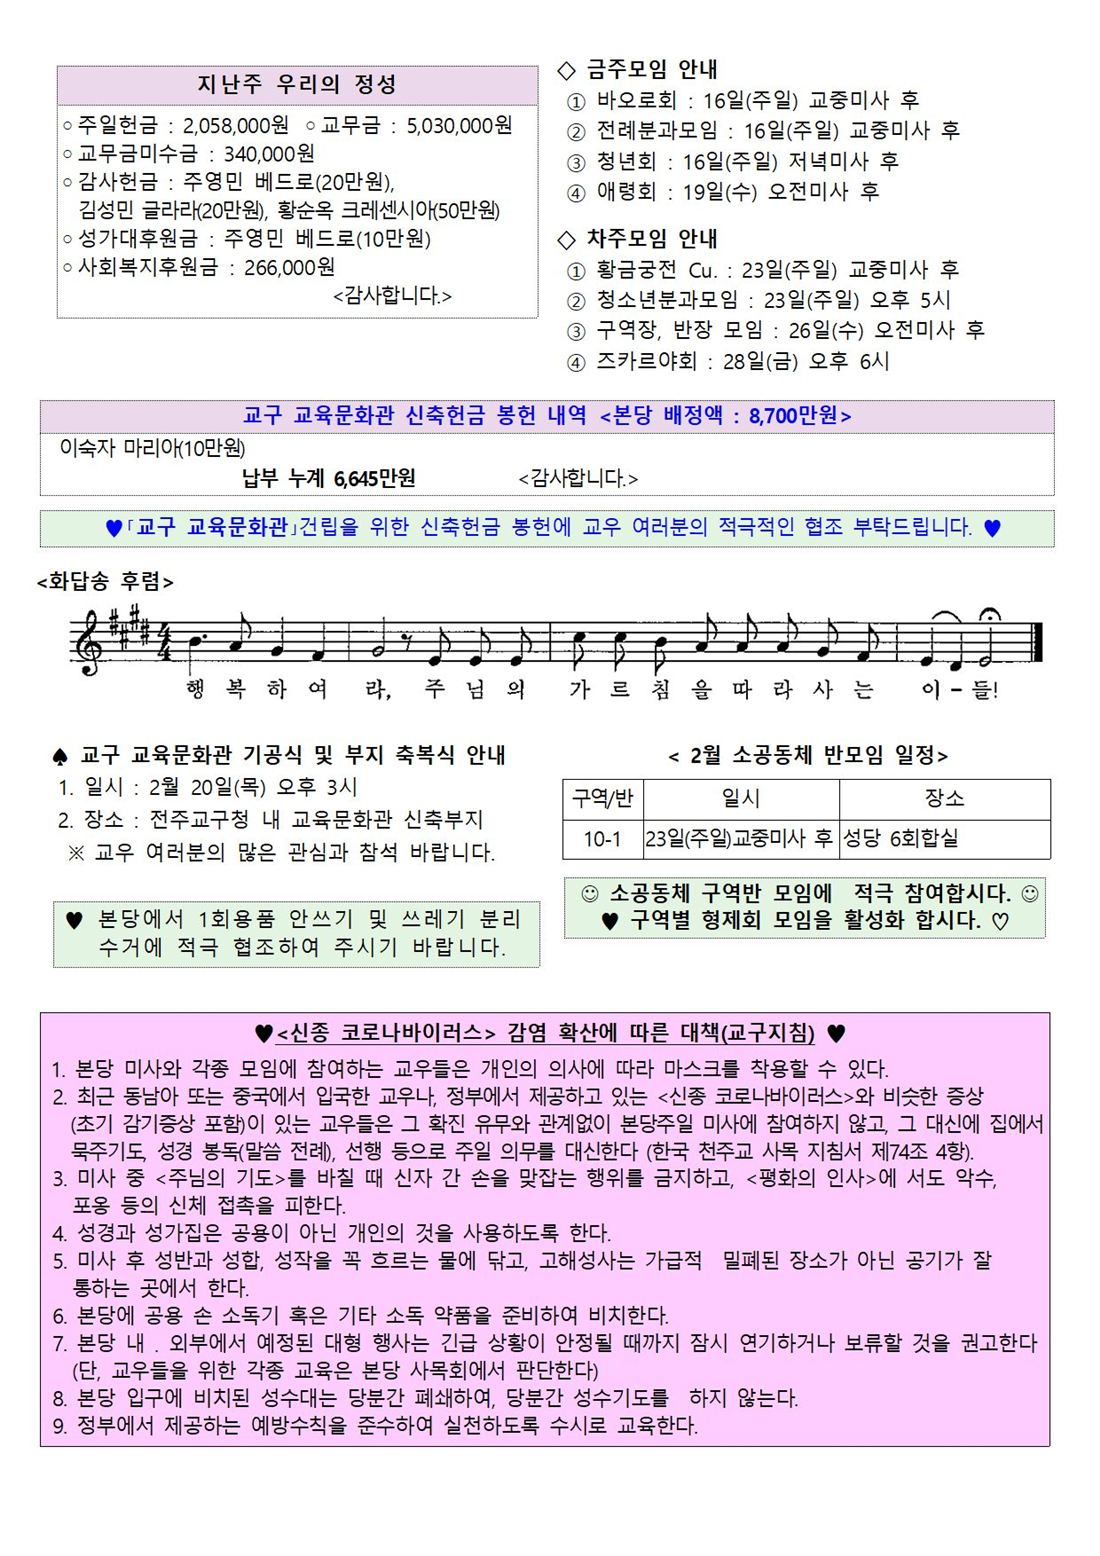 지난주 우리의 정성
○ 주일헌금 : 2,058,000원 ○ 교무금 : 5,030,000원
○ 교무금미수금 : 340,000원
○ 감사헌금 : 주영민 베드로(20만원),
김성민 글라라(20만원), 황순옥 크레센시아(50만원)
○ 성가대후원금 : 주영민 베드로(10만원)
○ 사회복지후원금 : 266,000원
<감사합니다.>
◇ 금주모임 안내
① 바오로회 : 16일(주일) 교중미사 후
② 전례분과모임 : 16일(주일) 교중미사 후
③ 청년회 : 16일(주일) 저녁미사 후
④ 애령회 : 19일(수) 오전미사 후
◇ 차주모임 안내
① 황금궁전 Cu. : 23일(주일) 교중미사 후
② 청소년분과모임 : 23일(주일) 오후 5시
③ 구역장, 반장 모임 : 26일(수) 오전미사 후
④ 즈카르야회 : 28일(금) 오후 6시
교구 교육문화관 신축헌금 봉헌 내역 <본당 배정액 : 8,700만원>
이숙자 마리아(10만원)
납부 누계 6,645만원 <감사합니다.>
♥「교구 교육문화관」건립을 위한 신축헌금 봉헌에 교우 여러분의 적극적인 협조 부탁드립니다. ♥
<화답송 후렴>
행 복 하 여 라, 주 님 의 가 르 침 을 따 라 사 는 이 - 들!
♠ 교구 교육문화관 기공식 및 부지 축복식 안내
1. 일시 : 2월 20일(목) 오후 3시
2. 장소 : 전주교구청 내 교육문화관 신축부지
※ 교우 여러분의 많은 관심과 참석 바랍니다.
♥ 본당에서 1회용품 안쓰기 및 쓰레기 분리
수거에 적극 협조하여 주시기 바랍니다.
< 2월 소공동체 반모임 일정>
구역/반 일시 장소
10-1 23일(주일)교중미사 후 성당 6회합실
☺ 소공동체 구역반 모임에 적극 참여합시다. ☺
♥ 구역별 형제회 모임을 활성화 합시다. ♡
♥<신종 코로나바이러스> 감염 확산에 따른 대책(교구지침) ♥
1. 본당 미사와 각종 모임에 참여하는 교우들은 개인의 의사에 따라 마스크를 착용할 수 있다.
2. 최근 동남아 또는 중국에서 입국한 교우나, 정부에서 제공하고 있는 <신종 코로나바이러스>와 비슷한 증상
(초기 감기증상 포함)이 있는 교우들은 그 확진 유무와 관계없이 본당주일 미사에 참여하지 않고, 그 대신에 집에서
묵주기도, 성경 봉독(말씀 전례), 선행 등으로 주일 의무를 대신한다 (한국 천주교 사목 지침서 제74조 4항).
3. 미사 중 <주님의 기도>를 바칠 때 신자 간 손을 맞잡는 행위를 금지하고, <평화의 인사>에 서도 악수,
포옹 등의 신체 접촉을 피한다.
4. 성경과 성가집은 공용이 아닌 개인의 것을 사용하도록 한다.
5. 미사 후 성반과 성합, 성작을 꼭 흐르는 물에 닦고, 고해성사는 가급적 밀폐된 장소가 아닌 공기가 잘
통하는 곳에서 한다.
6. 본당에 공용 손 소독기 혹은 기타 소독 약품을 준비하여 비치한다.
7. 본당 내 . 외부에서 예정된 대형 행사는 긴급 상황이 안정될 때까지 잠시 연기하거나 보류할 것을 권고한다
(단, 교우들을 위한 각종 교육은 본당 사목회에서 판단한다)
8. 본당 입구에 비치된 성수대는 당분간 폐쇄하여, 당분간 성수기도를 하지 않는다.
9. 정부에서 제공하는 예방수칙을 준수하여 실천하도록 수시로 교육한다.